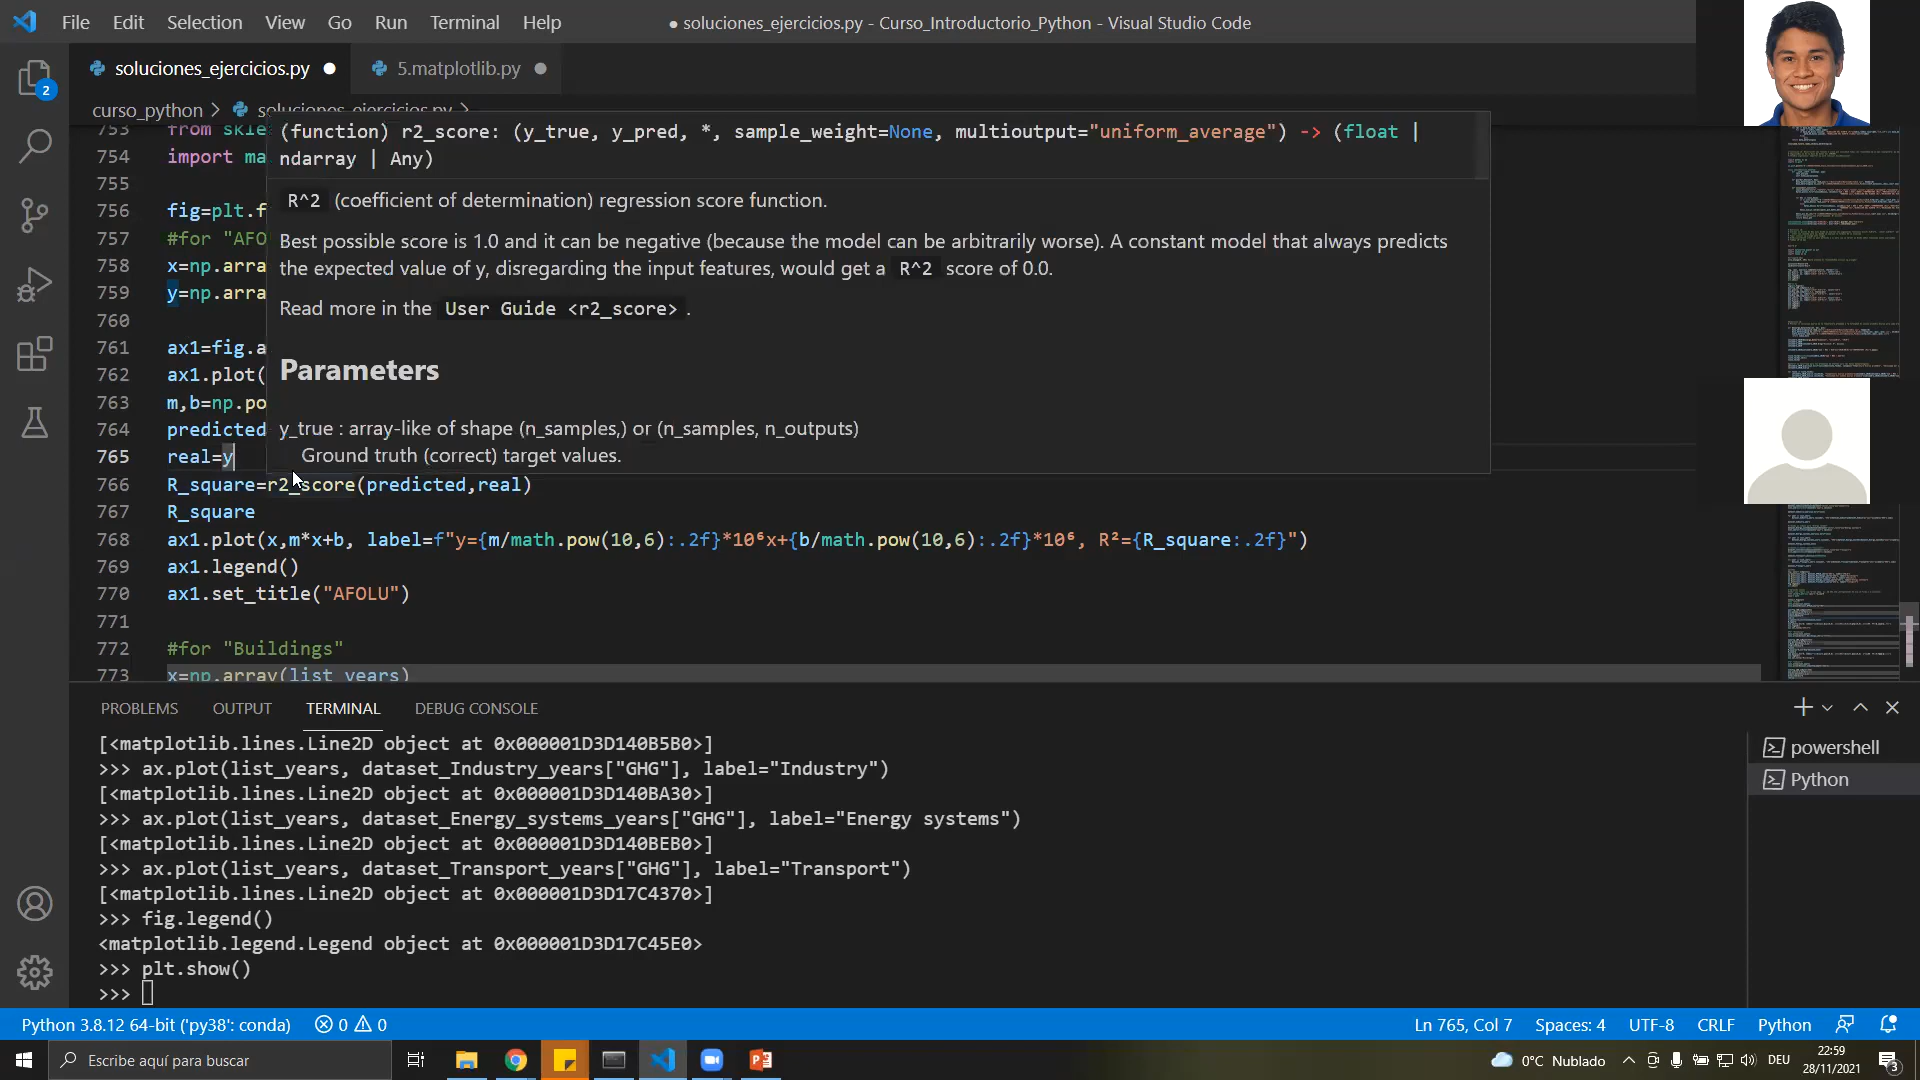 File Edit Selection View Go Run Terminal Help
● soluciones_ejercicios.py - Curso_Introductorio_Python - Visual Studio Code
soluciones_ejercicios.py ●
5.matplotlib.py ●
curso_python > soluciones_ejercicios.py >
2
(function) r2_score: (y_true, y_pred, *, sample_weight=None, multioutput="uniform_average") -> (float |
ndarray | Any)
R^2 (coefficient of determination) regression score function.
Best possible score is 1.0 and it can be negative (because the model can be arbitrarily worse). A constant model that always predicts
the expected value of y, disregarding the input features, would get a R^2 score of 0.0.
Read more in the User Guide <r2_score> .
Parameters
y_true : array-like of shape (n_samples,) or (n_samples, n_outputs)
Ground truth (correct) target values.
753 from skle
754 import ma
755
756 fig=plt.f
757 #for "AFO
758 x=np.arra
759 y=np.arra
760
761 ax1=fig.a
762 ax1.plot(
763 m,b=np.po
764 predicted
765 real=y
766 R_square=r2_score(predicted,real)
767 R_square
768 ax1.plot(x,m*x+b, label=f"y={m/math.pow(10,6):.2f}*10⁶x+{b/math.pow(10,6):.2f}*10⁶, R²={R_square:.2f}")
769 ax1.legend()
770 ax1.set_title("AFOLU")
771
772 #for "Buildings"
773 x=np.array(list_years)
PROBLEMS OUTPUT TERMINAL DEBUG CONSOLE
[<matplotlib.lines.Line2D object at 0x000001D3D140B5B0>]
>>> ax.plot(list_years, dataset_Industry_years["GHG"], label="Industry")
[<matplotlib.lines.Line2D object at 0x000001D3D140BA30>]
>>> ax.plot(list_years, dataset_Energy_systems_years["GHG"], label="Energy systems")
[<matplotlib.lines.Line2D object at 0x000001D3D140BEB0>]
>>> ax.plot(list_years, dataset_Transport_years["GHG"], label="Transport")
[<matplotlib.lines.Line2D object at 0x000001D3D17C4370>]
>>> fig.legend()
<matplotlib.legend.Legend object at 0x000001D3D17C45E0>
>>> plt.show()
>>>
powershell
Python
Python 3.8.12 64-bit ('py38': conda) 0 0
Ln 765, Col 7 Spaces: 4 UTF-8 CRLF Python
Escribe aquí para buscar
0°C Nublado
DEU
22:59
28/11/2021
3